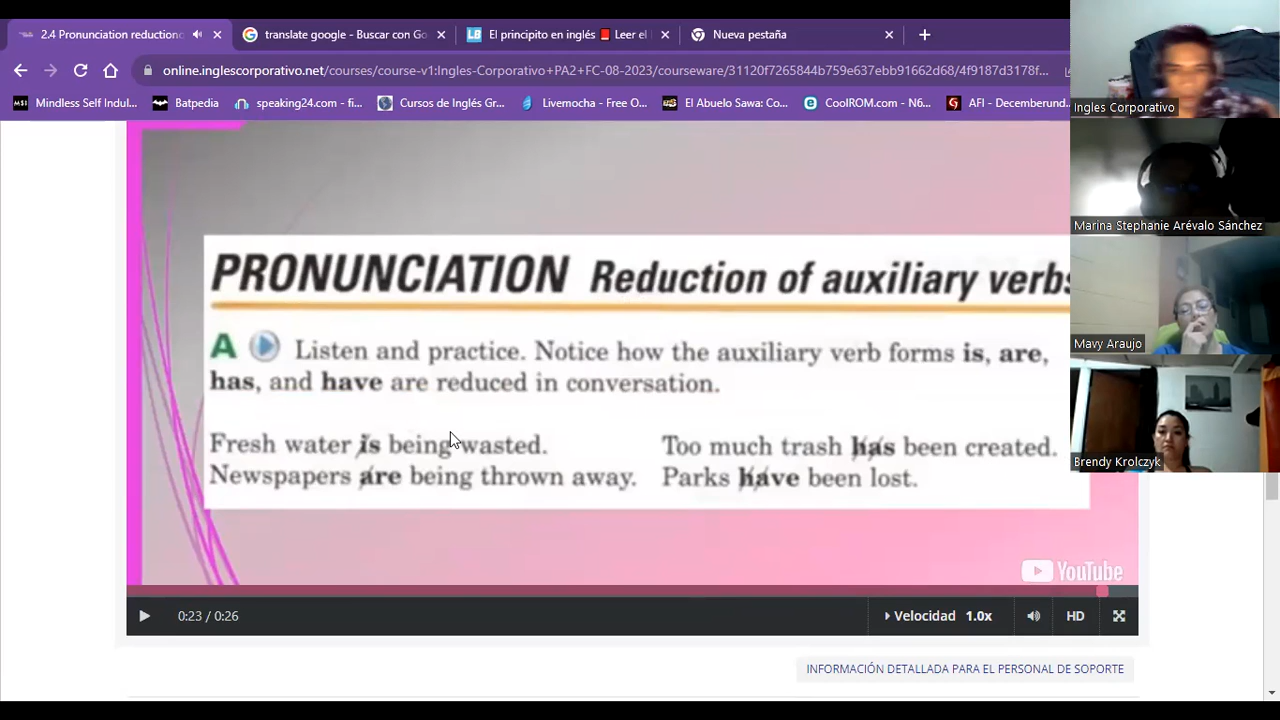 2.4 Pronunciation reduction
translate google - Buscar con Go
El principito en inglés
Leer el
Nueva pestaña
online.inglescorporativo.net/courses/course-v1:Ingles-Corporativo+PA2+FC-08-2023/courseware/31120f7265844b759e637ebb91662d68/4f9187d3178f...
Mindless Self Indul...
Batpedia
speaking24.com - fi...
Cursos de Inglés Gr...
Livemocha - Free O...
El Abuelo Sawa: Co...
CoolROM.com - N6...
AFI - Decemberund...
Ingles Corporativo
Marina Stephanie Arévalo Sánchez
Mavy Araujo
Brendy Krolczyk
PRONUNCIATION Reduction of auxiliary verbs
A Listen and practice. Notice how the auxiliary verb forms is, are,
has, and have are reduced in conversation.
Fresh water is being wasted.
Newspapers are being thrown away.
Too much trash has been created.
Parks have been lost.
YouTube
0:23 / 0:26
Velocidad 1.0x
HD
INFORMACIÓN DETALLADA PARA EL PERSONAL DE SOPORTE